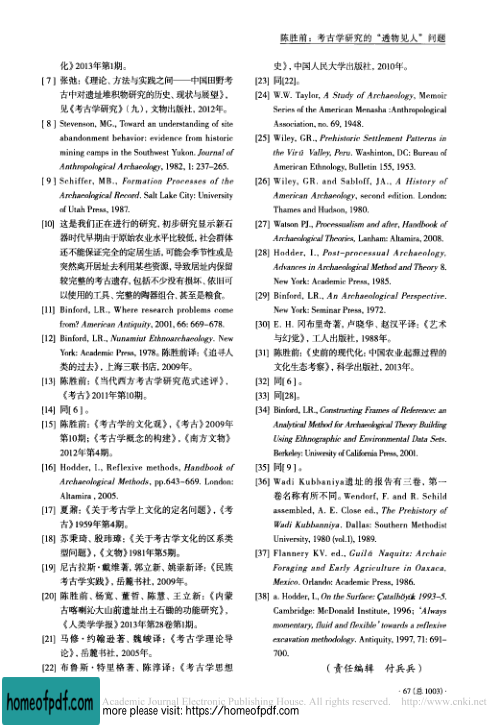 陈胜前：考古学研究的“透物见人”问题
化》2013年第1期。
[7] 张弛：《理论、方法与实践之间——中国田野考
古中对遗址堆积物研究的历史、现状与展望》，
见《考古学研究》（九），文物出版社，2012年。
[8] Stevenson, MG., Toward an understanding of site
abandonment behavior: evidence from historic
mining camps in the Southwest Yukon. Journal of
Anthropological Archaeology, 1982, 1: 237-265.
[9] Schiffer, MB., Formation Processes of the
Archaeological Record. Salt Lake City: University
of Utah Press, 1987.
[10] 这是我们正在进行的研究，初步研究显示新石
器时代早期由于原始农业水平比较低，社会群体
还不能保证完全的定居生活，可能会季节性或是
突然离开居址去利用某些资源，导致居址内保留
较完整的考古遗存，包括不少没有损坏、依旧可
以使用的工具、完整的陶器组合、甚至是粮食。
[11] Binford, LR., Where research problems come
from? American Antiquity, 2001, 66: 669-678.
[12] Binford, LR., Nunamiut Ethnoarchaeology. New
York: Academic Press, 1978。陈胜前译：《追寻人
类的过去》，上海三联书店，2009年。
[13] 陈胜前：《当代西方考古学研究范式述评》，
《考古》2011年第10期。
[14] 同[6]。
[15] 陈胜前：《考古学的文化观》，《考古》2009年
第10期；《考古学概念的构建》，《南方文物》
2012年第4期。
[16] Hodder, I., Reflexive methods, Handbook of
Archaeological Methods, pp.643-669. London:
Altamira , 2005.
[17] 夏鼐：《关于考古学上文化的定名问题》，《考
古》1959年第4期。
[18] 苏秉琦、殷玮璋：《关于考古学文化的区系类
型问题》，《文物》1981年第5期。
[19] 尼古拉斯·戴维著，郭立新、姚崇新译：《民族
考古学实践》，岳麓书社，2009年。
[20] 陈胜前、杨宽、董哲、陈慧、王立新：《内蒙
古喀喇沁大山前遗址出土石锄的功能研究》，
《人类学学报》2013年第28卷第1期。
[21] 马修·约翰逊著、魏峻译：《考古学理论导
论》，岳麓书社，2005年。
[22] 布鲁斯·特里格著、陈淳译：《考古学思想
史》，中国人民大学出版社，2010年。
[23] 同[22]。
[24] W.W. Taylor, A Study of Archaeology, Memoir
Series of the American Menasha :Anthropological
Association, no. 69, 1948.
[25] Wiley, GR., Prehistoric Settlement Patterns in
the Virú Valley, Peru. Washinton, DC: Bureau of
American Ethnology, Bulletin 155, 1953.
[26] Wiley, GR. and Sabloff, JA., A History of
American Archaeology, second edition. London:
Thames and Hudson, 1980.
[27] Watson PJ., Processualism and after, Handbook of
Archaeological Theories, Lanham: Altamira, 2008.
[28] Hodder, I., Post-processual Archaeology.
Advances in Archaeological Method and Theory 8.
New York: Academic Press, 1985.
[29] Binford, LR., An Archaeological Perspective.
New York: Seminar Press, 1972.
[30] E. H. 冈布里奇著，卢晓华、赵汉平译：《艺术
与幻觉》，工人出版社，1988年。
[31] 陈胜前：《史前的现代化：中国农业起源过程的
文化生态考察》，科学出版社，2013年。
[32] 同[6]。
[33] 同[28]。
[34] Binford, LR., Constructing Frames of Reference: an
Analytical Method for Archaeological Theory Building
Using Ethnographic and Environmental Data Sets.
Berkeley: University of California Press, 2001.
[35] 同[9]。
[36] Wadi Kubbaniya遗址的报告有三卷，第一
卷名称有所不同。Wendorf, F. and R. Schild
assembled, A. E. Close ed., The Prehistory of
Wadi Kubbanniya. Dallas: Southern Methodist
University, 1980 (vol.1), 1989.
[37] Flannery KV. ed., Guilá Naquitz: Archaic
Foraging and Early Agriculture in Oaxaca,
Mexico. Orlando: Academic Press, 1986.
[38] a. Hodder, I., On the Surface: Çatalhöyük 1993-5.
Cambridge: McDonald Institute, 1996; ‘Always
momentary, fluid and flexible’ towards a reflexive
excavation methodology. Antiquity, 1997, 71: 691-
700.
（责任编辑 付兵兵）
·67〔总1003〕·
Academic Journal Electronic Publishing House. All rights reserved. http://www.cnki.net
homeofpdf.com
more please visit: https://homeofpdf.com